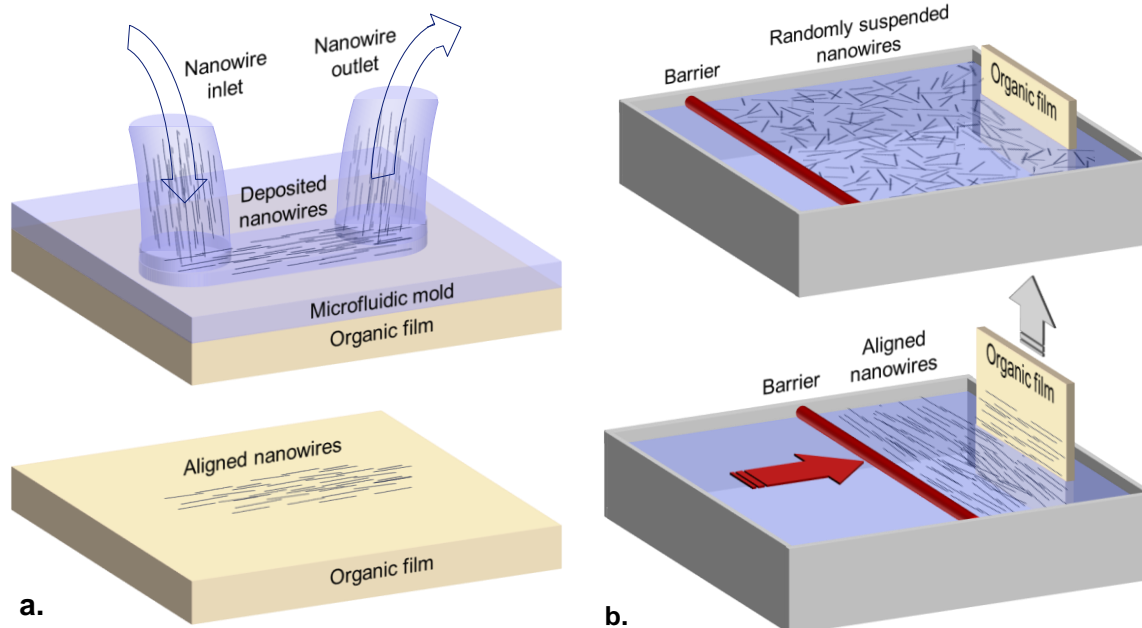 Nanowire
inlet
Nanowire
outlet
Deposited
nanowires
Microfluidic mold
Organic film
Aligned nanowires
Organic film
a.
Randomly suspended
nanowires
Barrier
Organic film
Aligned
nanowires
Barrier
Organic film
b.